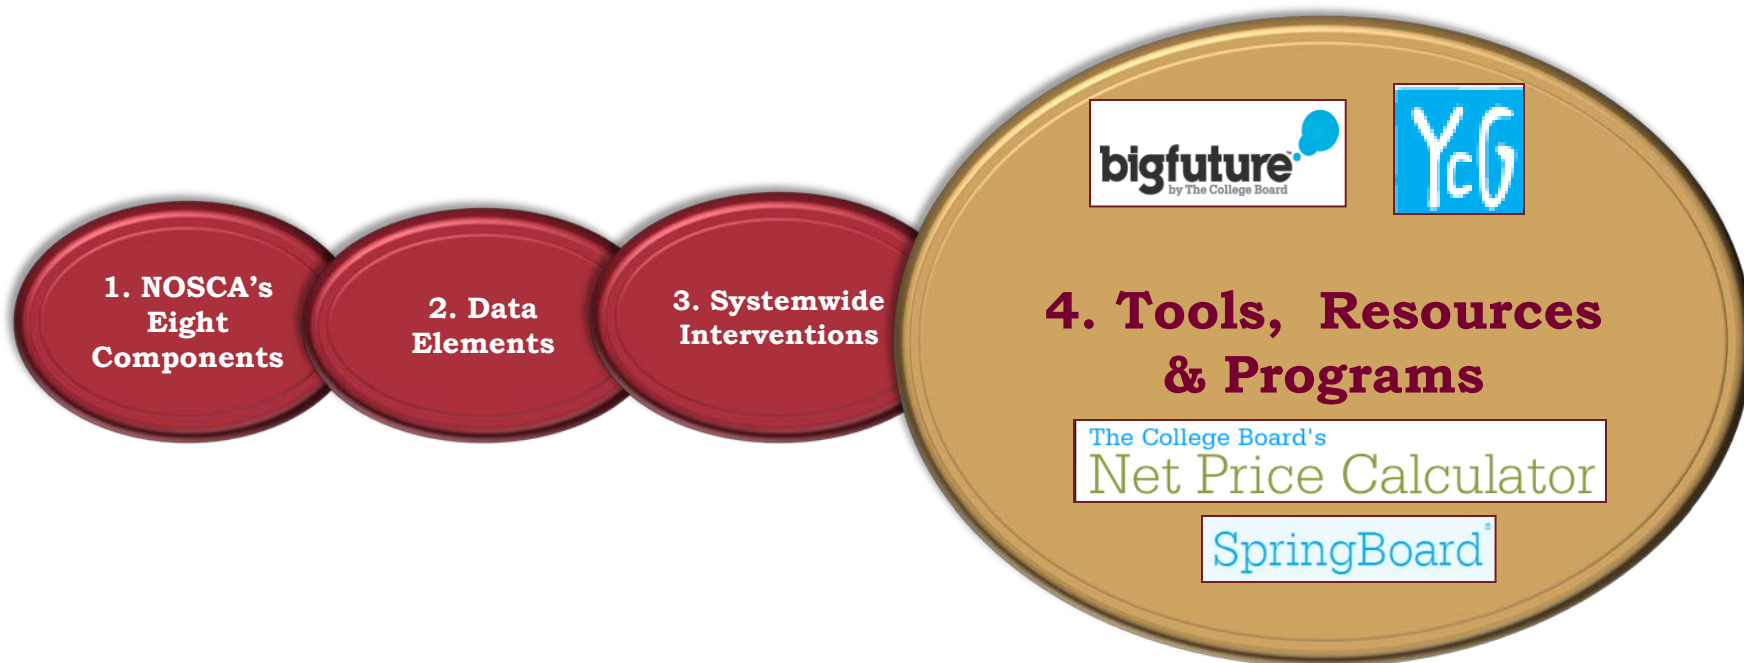 1. NOSCA's
Eight
Components
2. Data
Elements
3. Systemwide
Interventions
bigfuture™
by The College Board
YcG
4. Tools, Resources
& Programs
The College Board's
Net Price Calculator
SpringBoard®